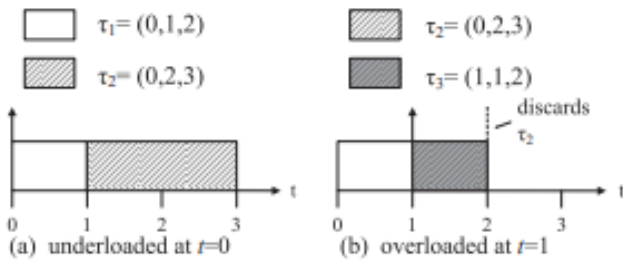 τ1= (0,1,2)
τ2= (0,2,3)
t
0 1 2 3
(a) underloaded at t=0
τ2= (0,2,3)
τ3= (1,1,2)
discards
τ2
t
0 1 2 3
(b) overloaded at t=1